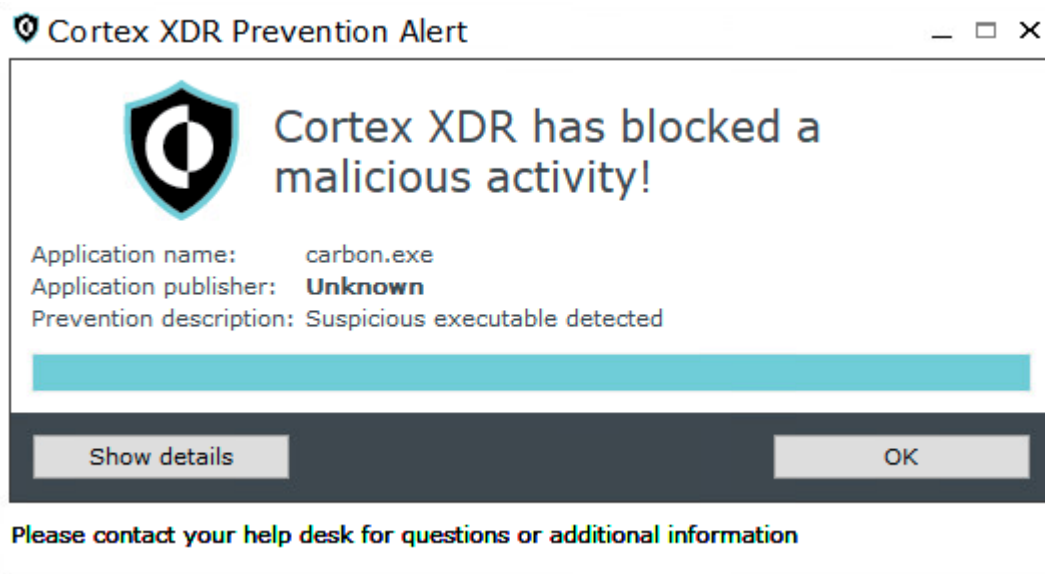 Cortex XDR Prevention Alert
Cortex XDR has blocked a
malicious activity!
Application name: carbon.exe
Application publisher: Unknown
Prevention description: Suspicious executable detected
Show details OK
Please contact your help desk for questions or additional information